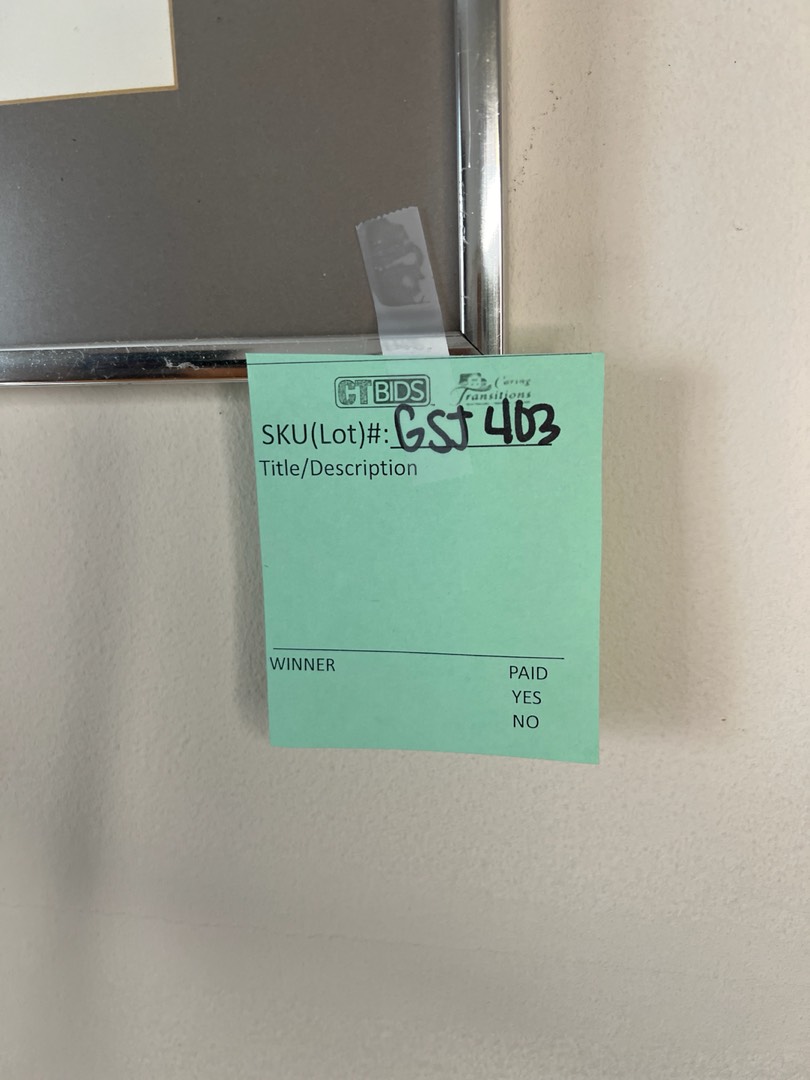 CTBIDS
Caring Transitions
SKU(Lot)#: GSJ 403
Title/Description
WINNER
PAID
YES
NO